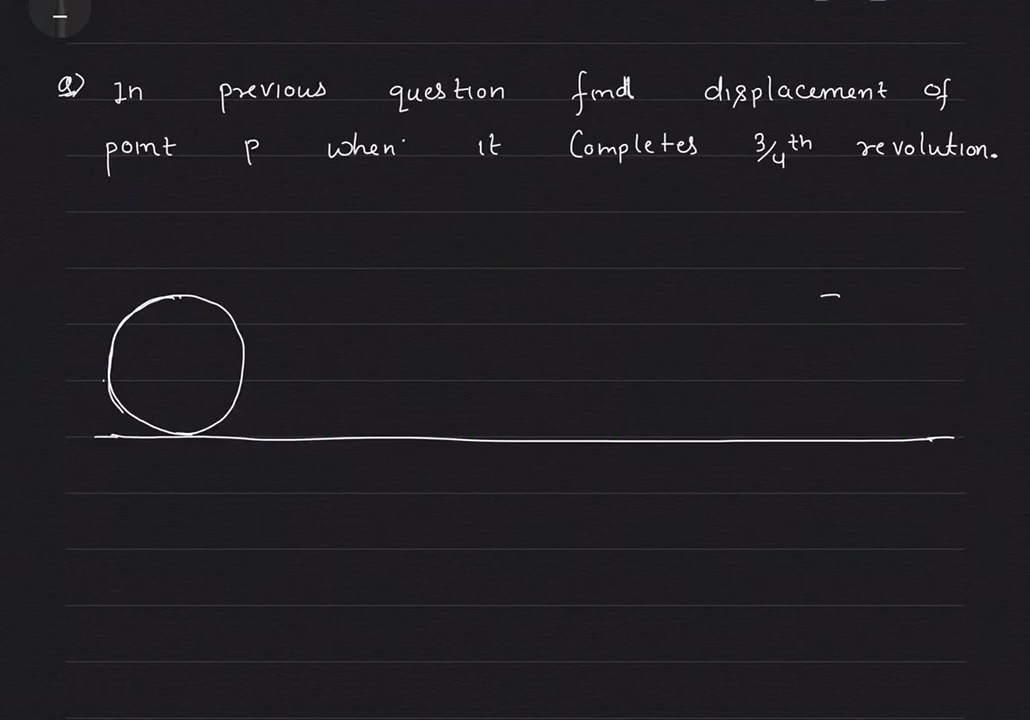 Q) In previous question find displacement of
point P when it Completes 3/4th revolution.